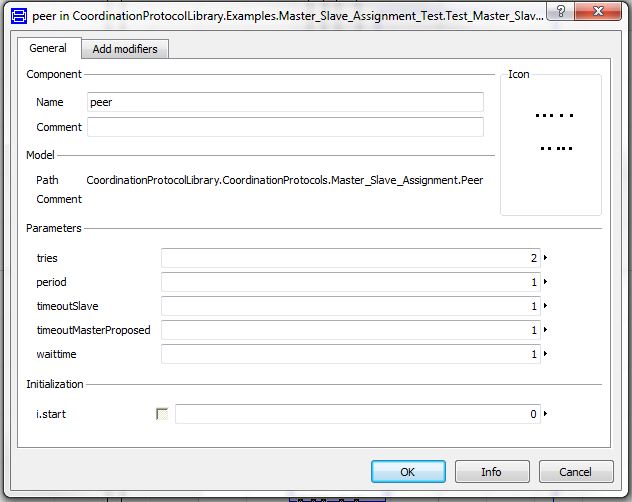 peer in CoordinationProtocolLibrary.Examples.Master_Slave_Assignment_Test.Test_Master_Slav...
General Add modifiers
Component
Icon
Name peer
Comment
Model
Path CoordinationProtocolLibrary.CoordinationProtocols.Master_Slave_Assignment.Peer
Comment
Parameters
tries 2
period 1
timeoutSlave 1
timeoutMasterProposed 1
waittime 1
Initialization
i.start 0
OK Info Cancel